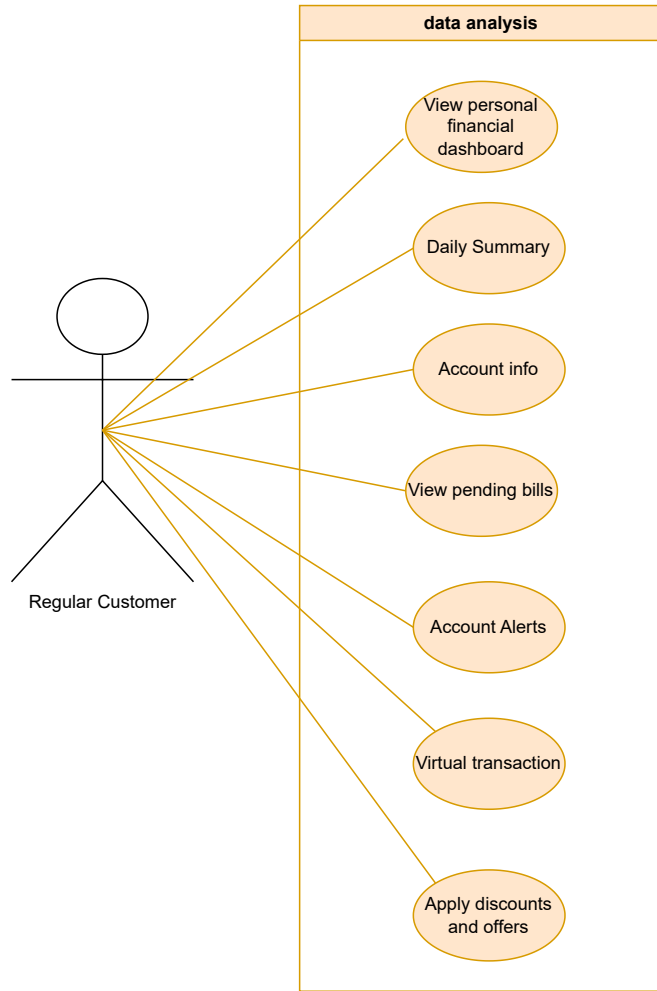 data analysis
View personal
financial
dashboard
Daily Summary
Account info
View pending bills
Account Alerts
Regular Customer
Virtual transaction
Apply discounts
and offers